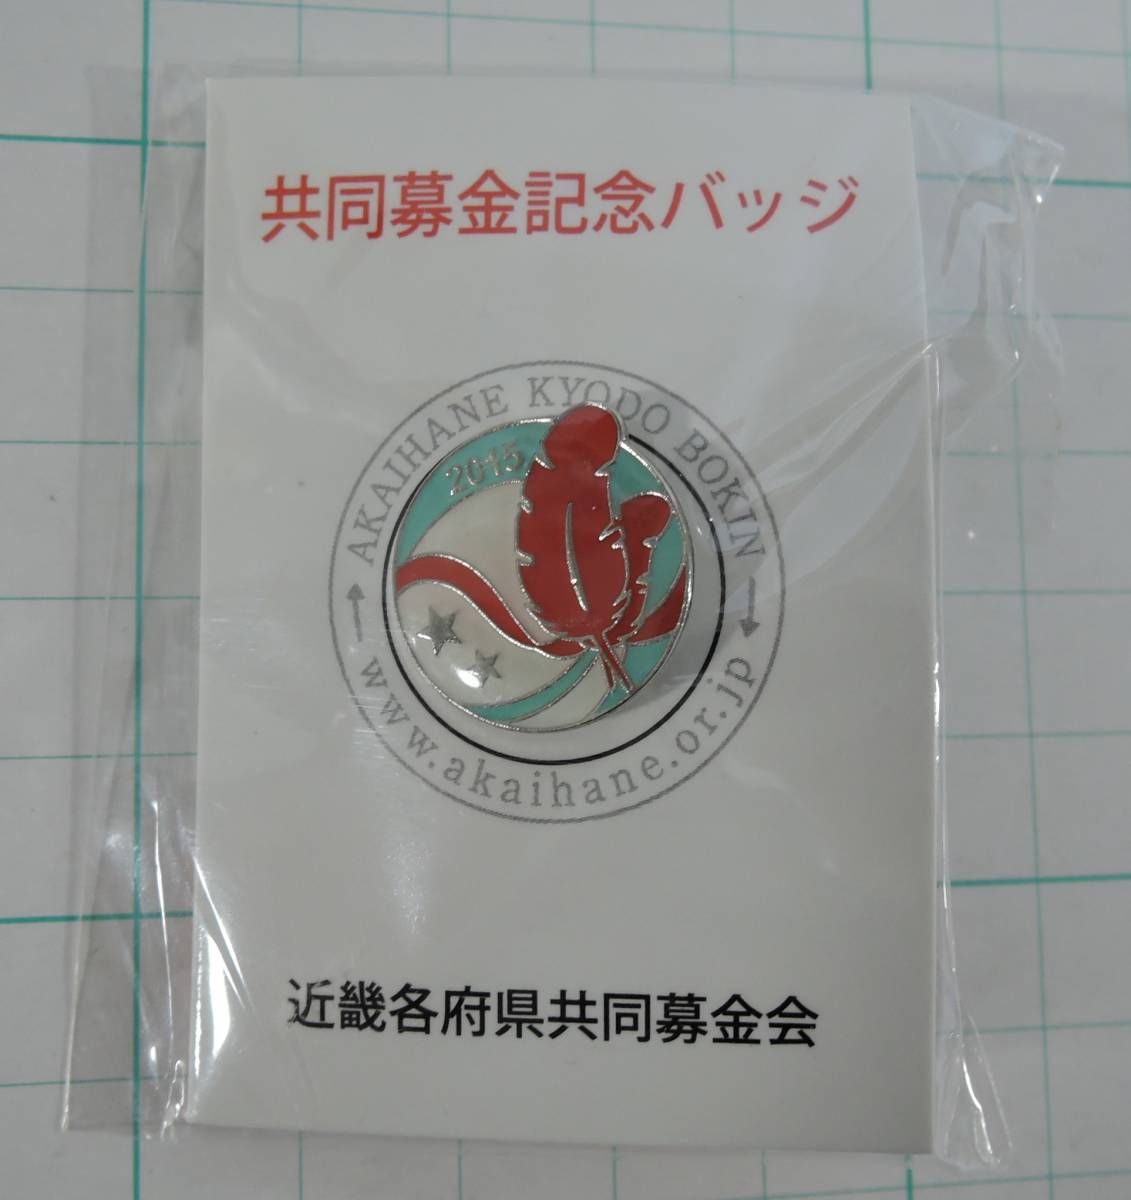 共同募金記念バッジ
AKAIHANE KYODO BOKIN
2015
www.akaihane.or.jp
近畿各府県共同募金会